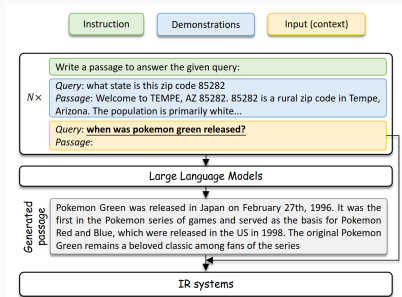 Instruction
Demonstrations
Input (context)
N×
Write a passage to answer the given query:
Query: what state is this zip code 85282
Passage: Welcome to TEMPE, AZ 85282. 85282 is a rural zip code in Tempe,
Arizona. The population is primarily white...
Query: when was pokemon green released?
Passage:
Large Language Models
Generated
passage
Pokemon Green was released in Japan on February 27th, 1996. It was the
first in the Pokemon series of games and served as the basis for Pokemon
Red and Blue, which were released in the US in 1998. The original Pokemon
Green remains a beloved classic among fans of the series
IR systems